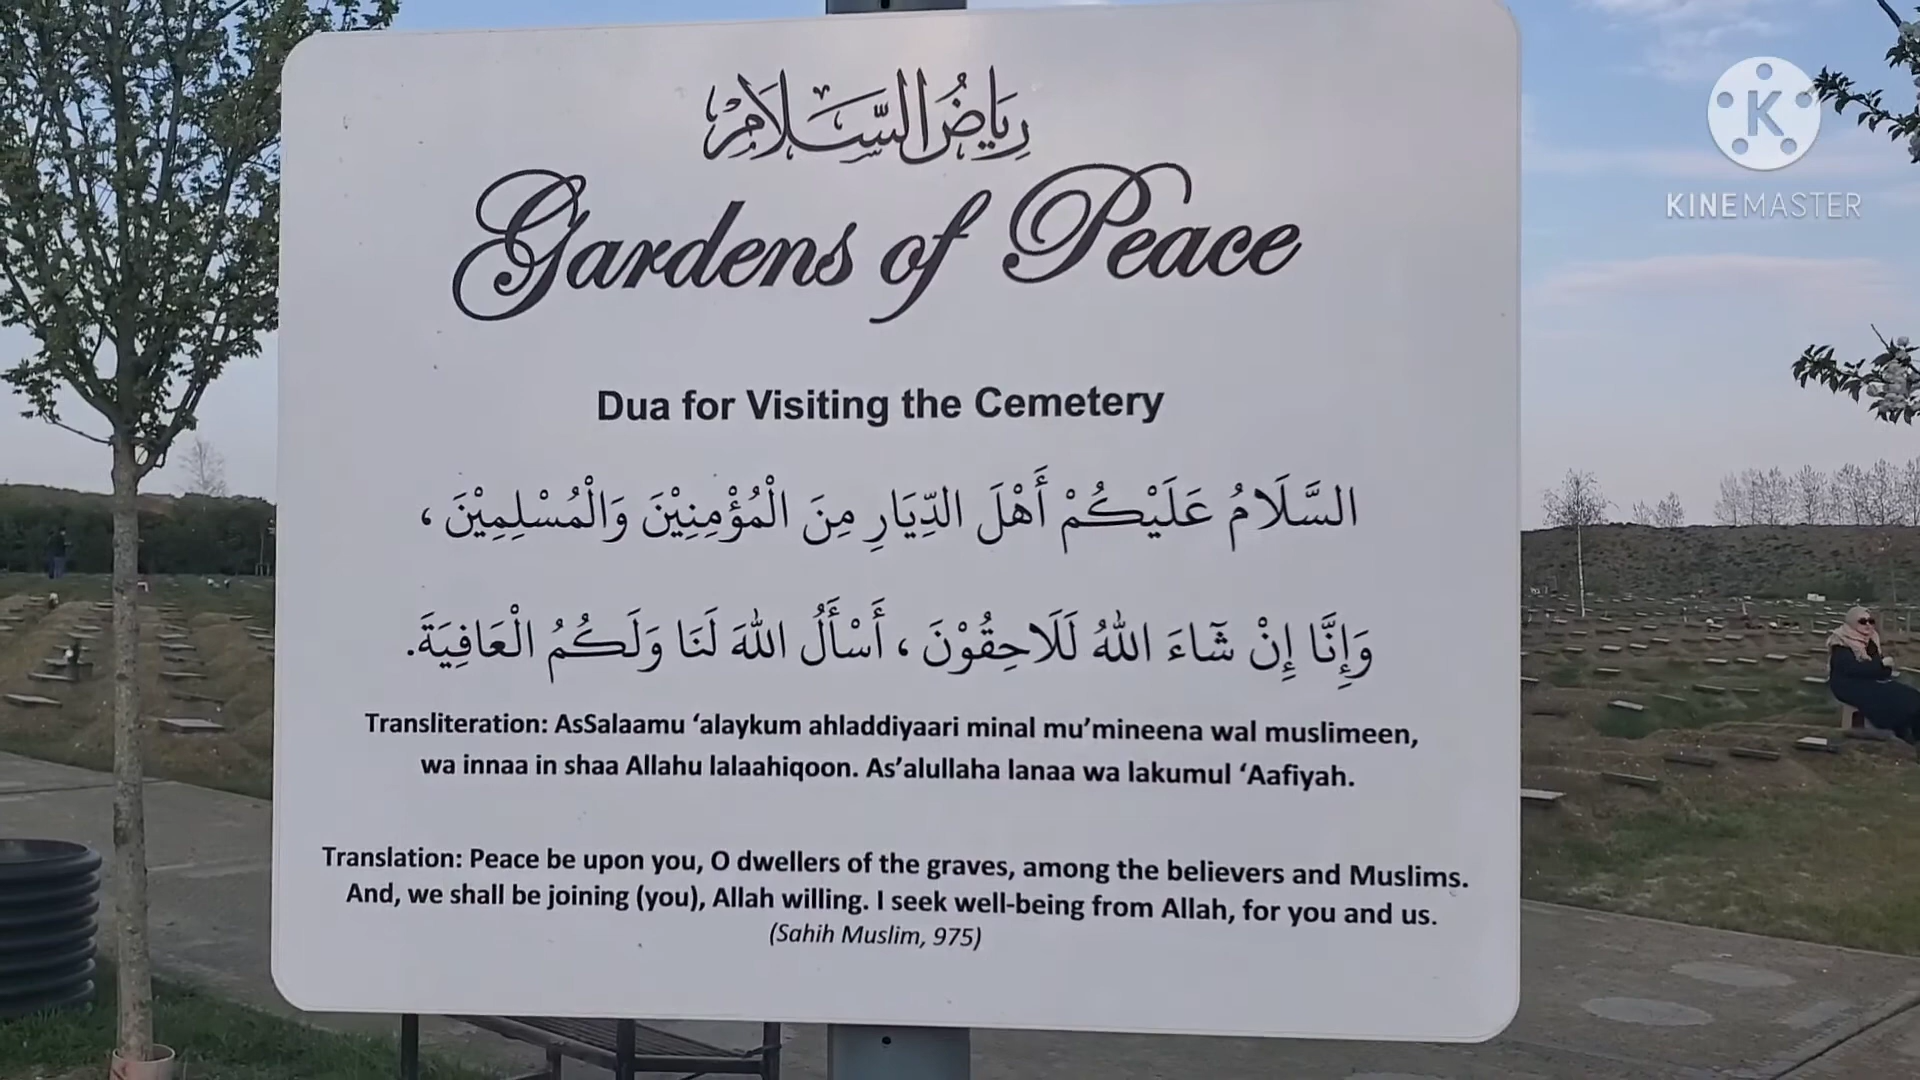 رِيَاضُ السَّلَامِ
Gardens of Peace
K
KINEMASTER
Dua for Visiting the Cemetery
السَّلَامُ عَلَيْكُمْ أَهْلَ الدِّيَارِ مِنَ الْمُؤْمِنِيْنَ وَالْمُسْلِمِيْنَ ،
وَإِنَّا إِنْ شَآءَ اللهُ لَلَاحِقُوْنَ ، أَسْأَلُ اللهَ لَنَا وَلَكُمُ الْعَافِيَةَ.
Transliteration: AsSalaamu ‘alaykum ahladdiyaari minal mu’mineena wal muslimeen,
wa innaa in shaa Allahu lalaahiqoon. As’alullaha lanaa wa lakumul ‘Aafiyah.
Translation: Peace be upon you, O dwellers of the graves, among the believers and Muslims.
And, we shall be joining (you), Allah willing. I seek well-being from Allah, for you and us.
(Sahih Muslim, 975)